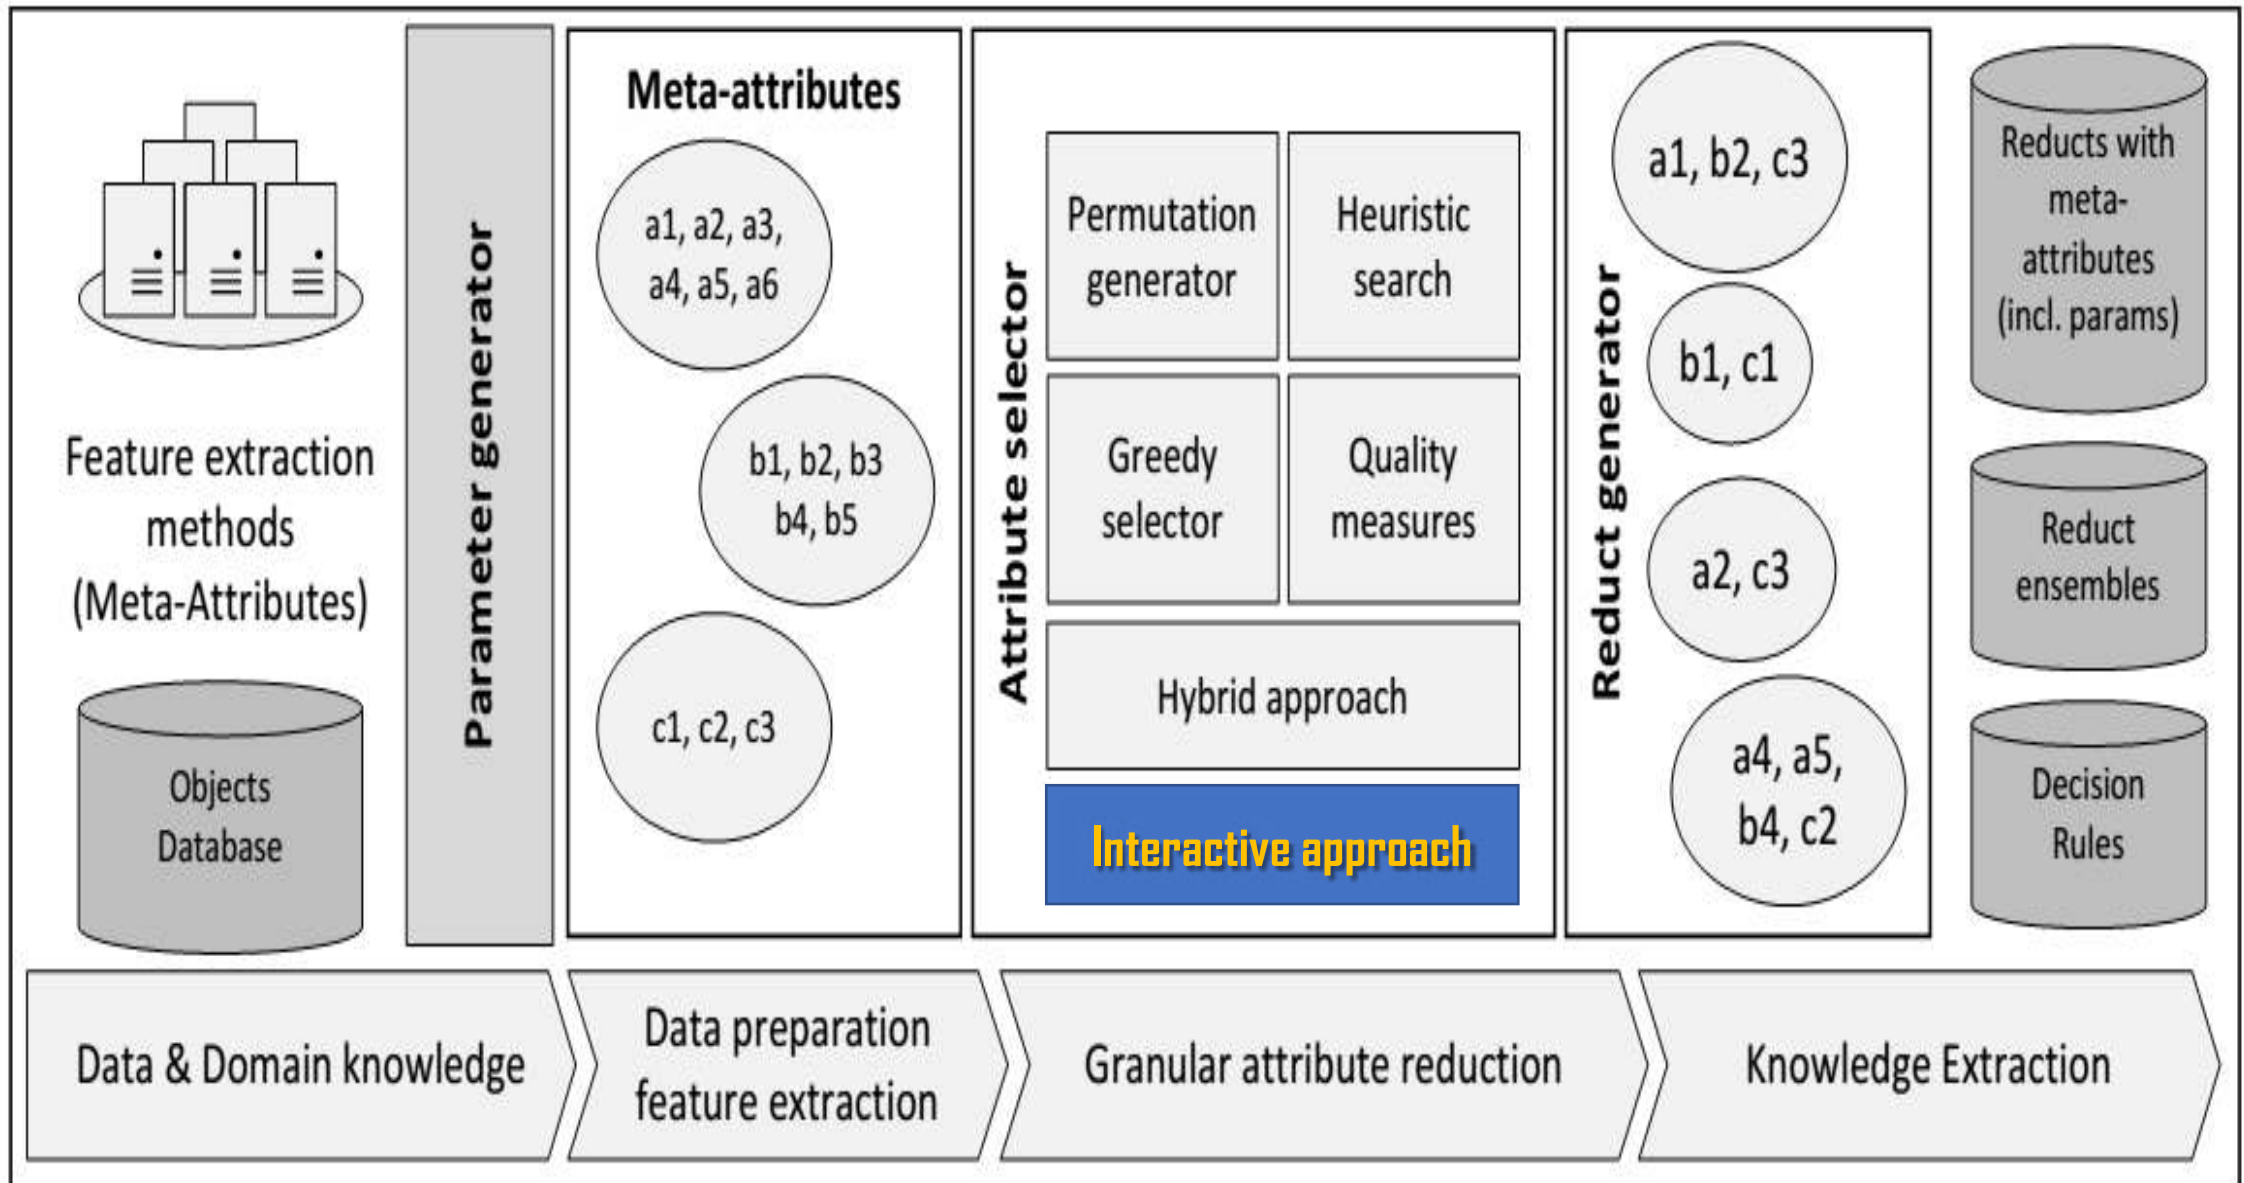 Feature extraction
methods
(Meta-Attributes)
Objects
Database
Parameter generator
Meta-attributes
a1, a2, a3,
a4, a5, a6
b1, b2, b3
b4, b5
c1, c2, c3
Attribute selector
Permutation
generator
Heuristic
search
Greedy
selector
Quality
measures
Hybrid approach
Interactive approach
Reduct generator
a1, b2, c3
b1, c1
a2, c3
a4, a5,
b4, c2
Reducts with
meta-
attributes
(incl. params)
Reduct
ensembles
Decision
Rules
Data & Domain knowledge
Data preparation
feature extraction
Granular attribute reduction
Knowledge Extraction